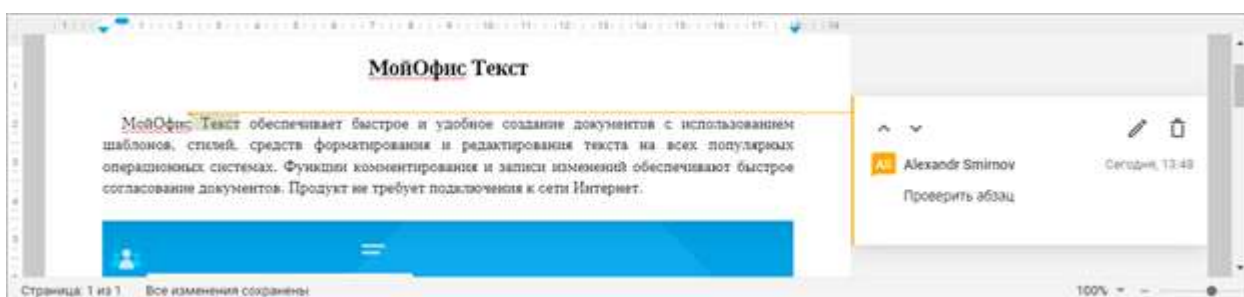 МойОфис Текст
МойОфис Текст обеспечивает быстрое и удобное создание документов с использованием
шаблонов, стилей, средств форматирования и редактирования текста на всех популярных
операционных системах. Функции комментирования и записи изменений обеспечивают быстрое
согласование документов. Продукт не требует подключения к сети Интернет.
Alexandr Smirnov
Сегодня, 13:48
Проверить абзац
Страница: 1 из 1 Все изменения сохранены
100%